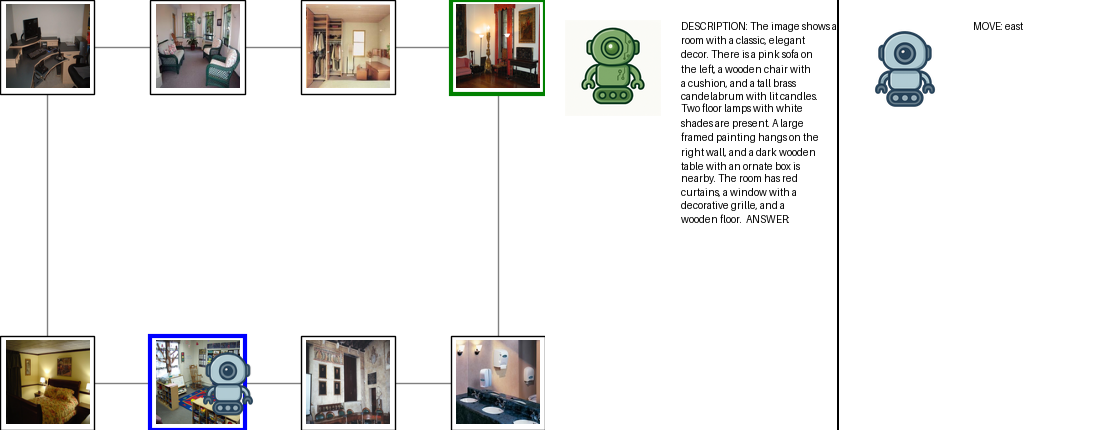 DESCRIPTION: The image shows a
room with a classic, elegant
decor. There is a pink sofa on
the left, a wooden chair with
a cushion, and a tall brass
candelabrum with lit candles.
Two floor lamps with white
shades are present. A large
framed painting hangs on the
right wall, and a dark wooden
table with an ornate box is
nearby. The room has red
curtains, a window with a
decorative grille, and a
wooden floor.  ANSWER:
MOVE: east